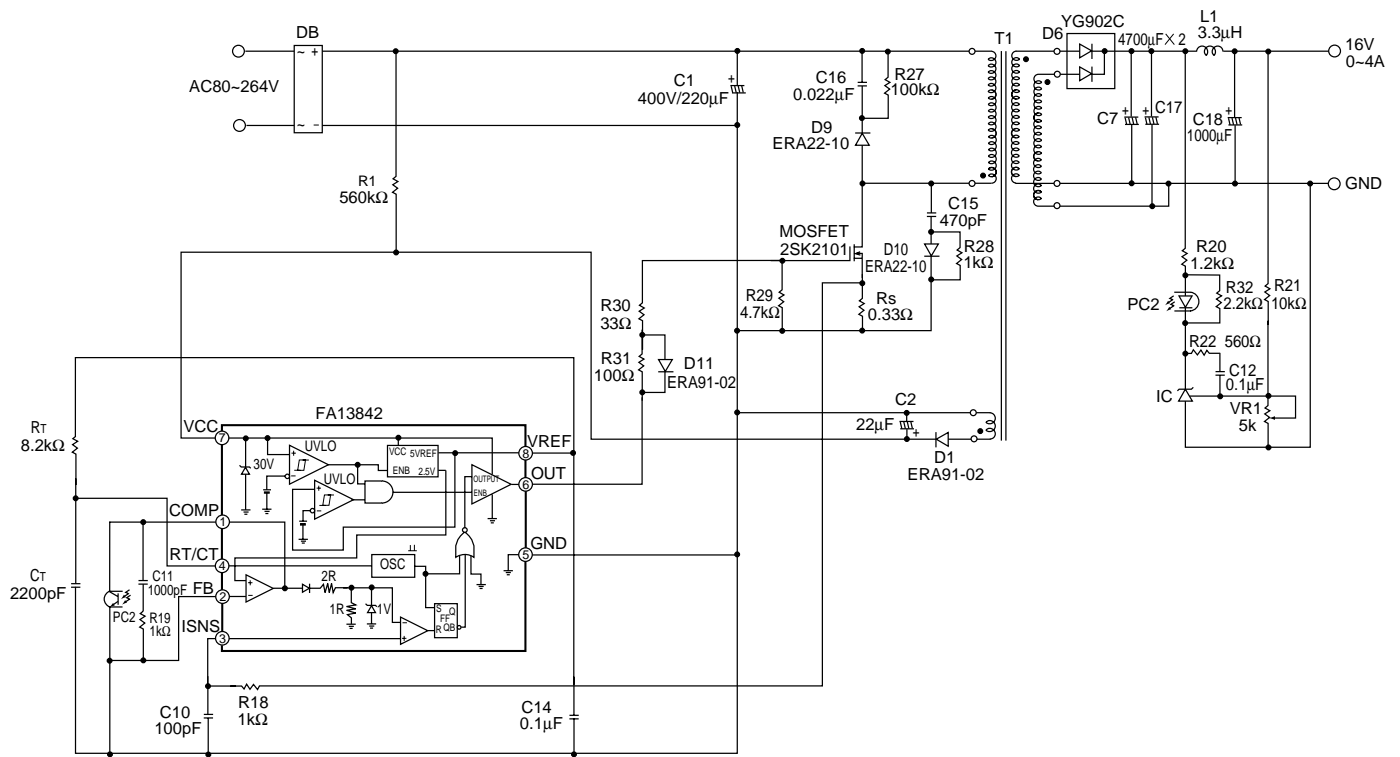 DB
AC80~264V
C1
400V/220µF
R1
560kΩ
C16
0.022µF
R27
100kΩ
D9
ERA22-10
T1
D6
YG902C
4700µF×2
L1
3.3µH
16V
0~4A
C7
C17
C18
1000µF
GND
MOSFET
2SK2101
C15
470pF
D10
ERA22-10
R28
1kΩ
R29
4.7kΩ
Rs
0.33Ω
R30
33Ω
R31
100Ω
D11
ERA91-02
R20
1.2kΩ
PC2
R32
2.2kΩ
R21
10kΩ
R22 560Ω
C12
0.1µF
IC
VR1
5k
C2
22µF
+
D1
ERA91-02
FA13842
RT
8.2kΩ
VCC
7
30V
UVLO
UVLO
VCC 5VREF
ENB 2.5V
OUTPUT
ENB
8
VREF
6
OUT
5
GND
COMP
1
RT/CT
4
OSC
FB
2
2R
1R
1V
S
FF
Q
R
QB
ISNS
3
CT
2200pF
PC2
C11
1000pF
R19
1kΩ
C10
100pF
R18
1kΩ
C14
0.1µF